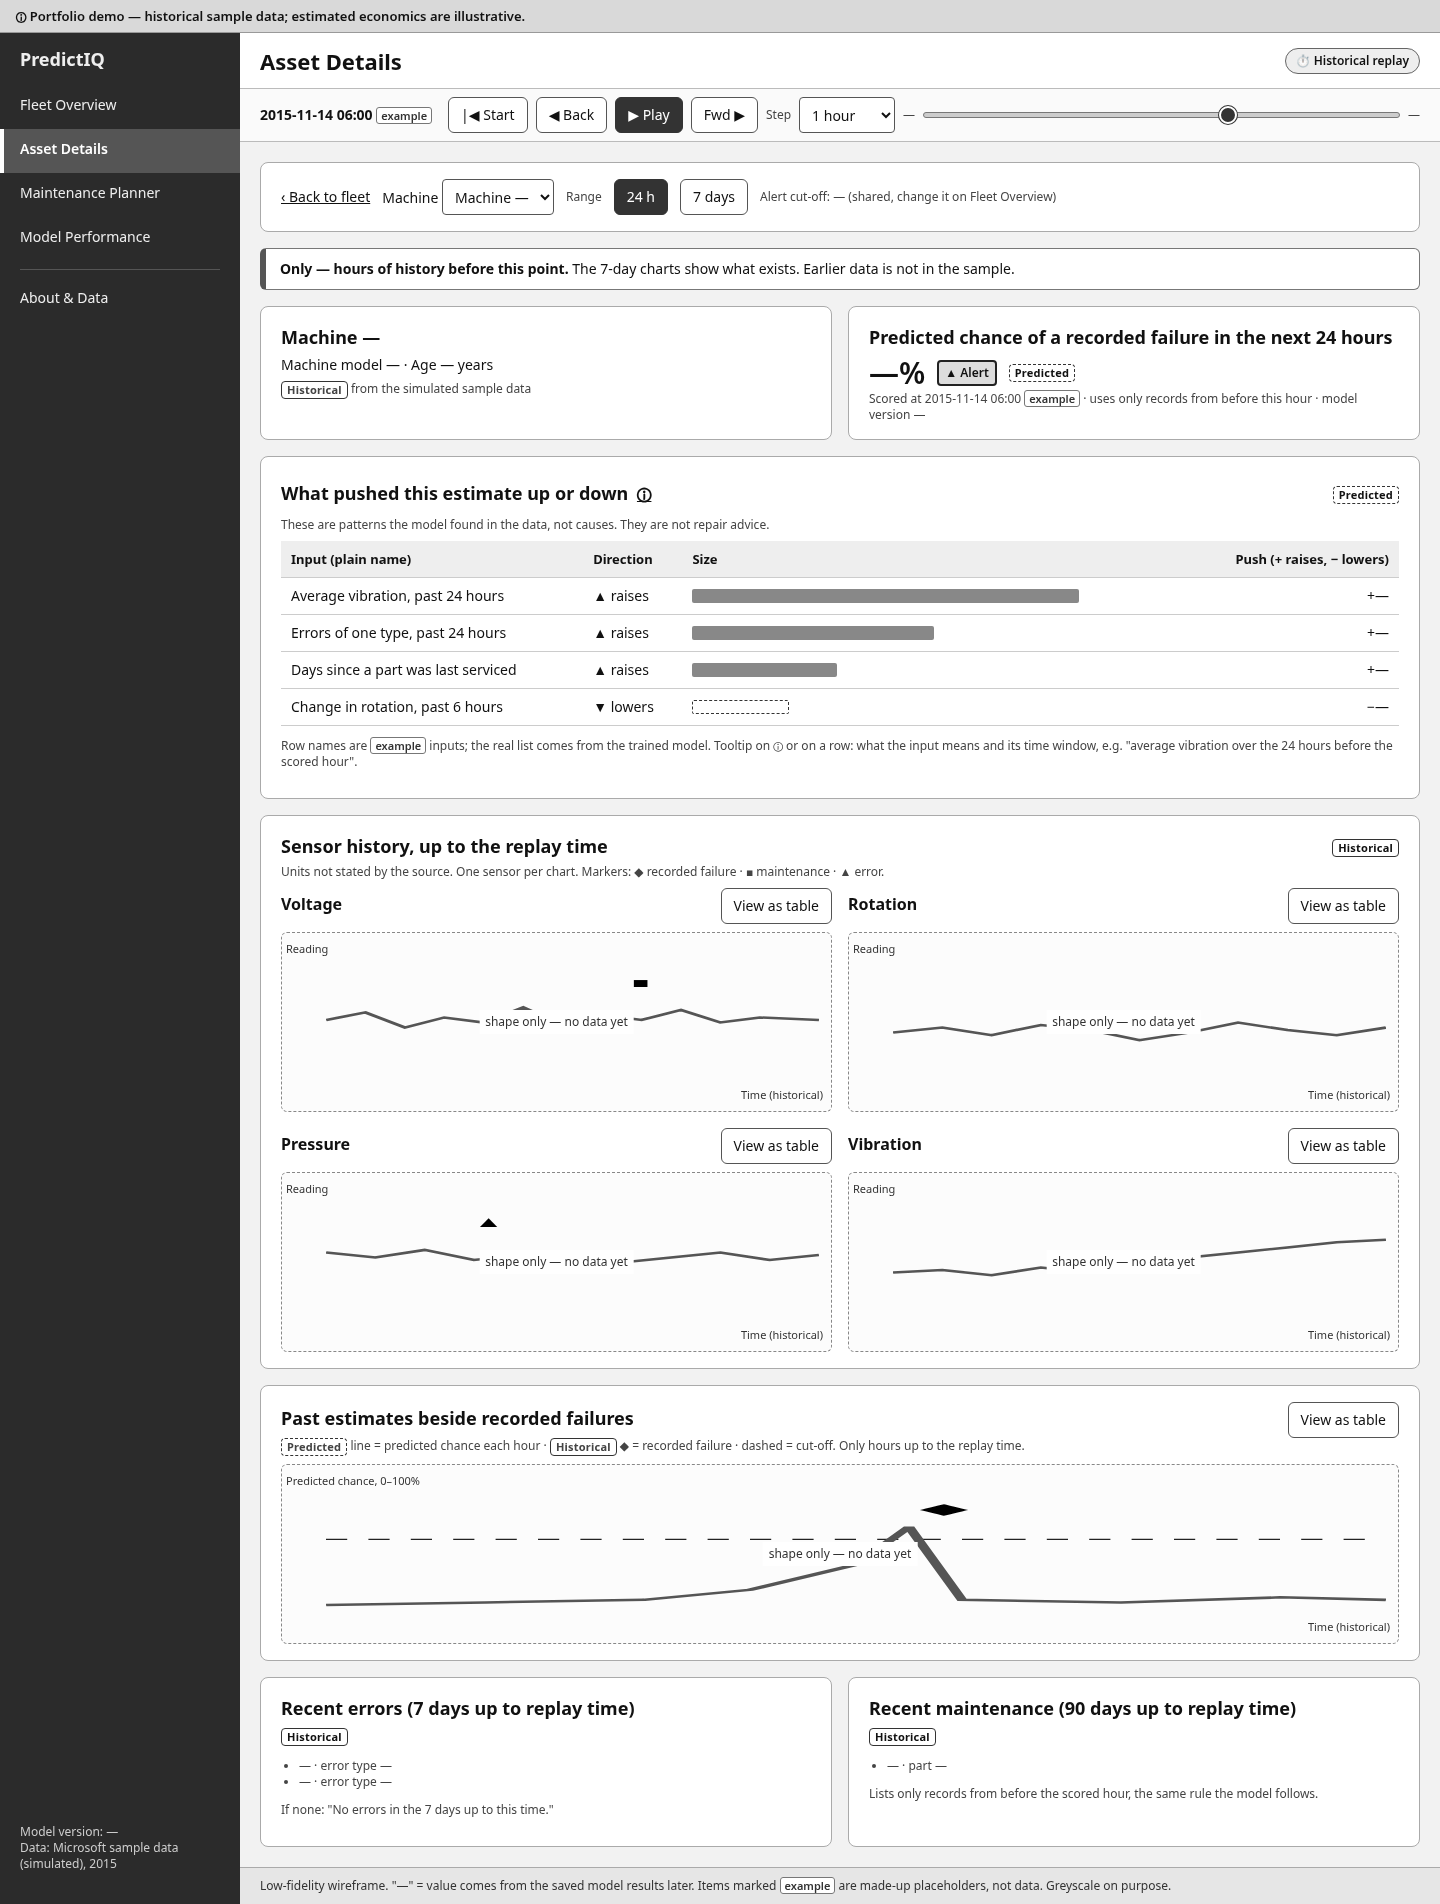 ⓘ Portfolio demo — historical sample data; estimated economics are illustrative.
PredictIQ
Fleet Overview
Asset Details
Maintenance Planner
Model Performance
About & Data
Model version: —
Data: Microsoft sample data
(simulated), 2015
Asset Details
⏱ Historical replay
2015-11-14 06:00 example |◀ Start ◀ Back ▶ Play Fwd ▶ Step 1 hour — —
‹ Back to fleet Machine Machine — Range 24 h 7 days Alert cut-off: — (shared, change it on Fleet Overview)
Only — hours of history before this point. The 7-day charts show what exists. Earlier data is not in the sample.
Machine —
Machine model — · Age — years
Historical from the simulated sample data
Predicted chance of a recorded failure in the next 24 hours
—% ▲ Alert Predicted
Scored at 2015-11-14 06:00 example · uses only records from before this hour · model
version —
What pushed this estimate up or down ⓘ Predicted
These are patterns the model found in the data, not causes. They are not repair advice.
Input (plain name) Direction Size Push (+ raises, − lowers)
Average vibration, past 24 hours ▲ raises +—
Errors of one type, past 24 hours ▲ raises +—
Days since a part was last serviced ▲ raises +—
Change in rotation, past 6 hours ▼ lowers −—
Row names are example inputs; the real list comes from the trained model. Tooltip on ⓘ or on a row: what the input means and its time window, e.g. "average vibration over the 24 hours before the
scored hour".
Sensor history, up to the replay time Historical
Units not stated by the source. One sensor per chart. Markers: ◆ recorded failure · ■ maintenance · ▲ error.
Voltage View as table
Reading
shape only — no data yet
Time (historical)
Rotation View as table
Reading
shape only — no data yet
Time (historical)
Pressure View as table
Reading
shape only — no data yet
Time (historical)
Vibration View as table
Reading
shape only — no data yet
Time (historical)
Past estimates beside recorded failures View as table
Predicted line = predicted chance each hour · Historical ◆ = recorded failure · dashed = cut-off. Only hours up to the replay time.
Predicted chance, 0–100%
shape only — no data yet
Time (historical)
Recent errors (7 days up to replay time)
Historical
• — · error type —
• — · error type —
If none: "No errors in the 7 days up to this time."
Recent maintenance (90 days up to replay time)
Historical
• — · part —
Lists only records from before the scored hour, the same rule the model follows.
Low-fidelity wireframe. "—" = value comes from the saved model results later. Items marked example are made-up placeholders, not data. Greyscale on purpose.